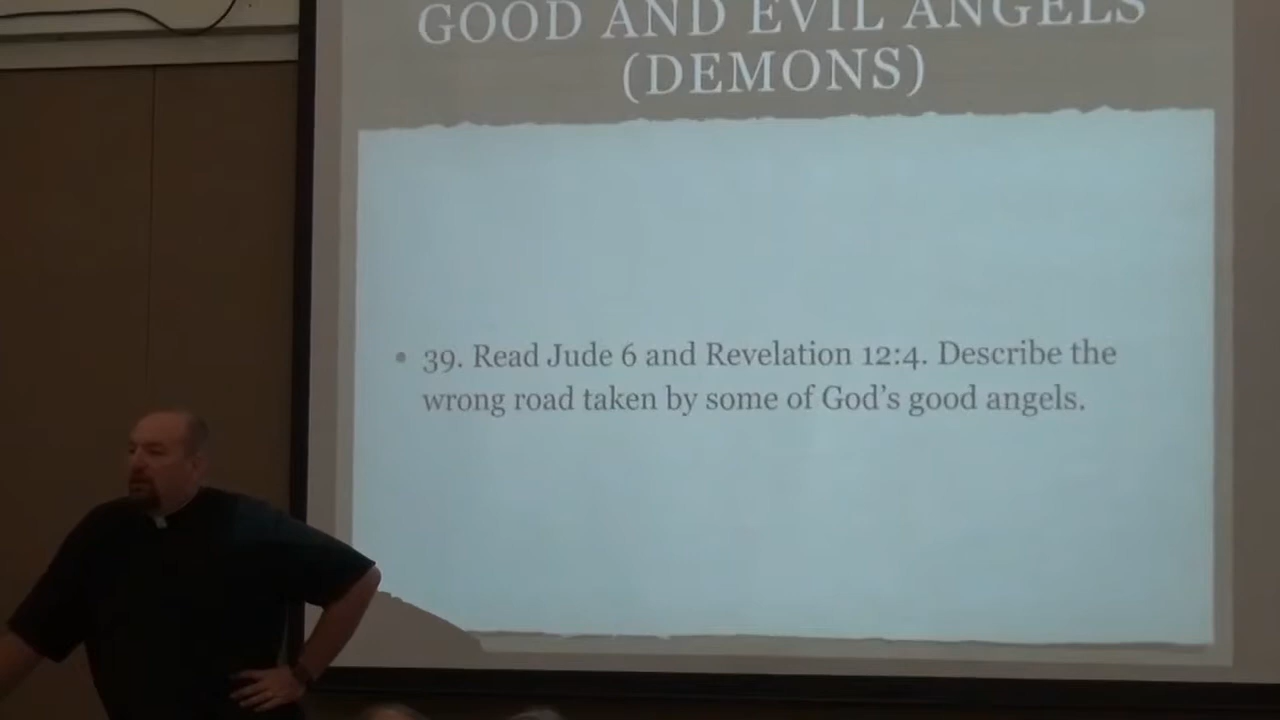 GOOD AND EVIL ANGELS
(DEMONS)
• 39. Read Jude 6 and Revelation 12:4. Describe the
wrong road taken by some of God's good angels.